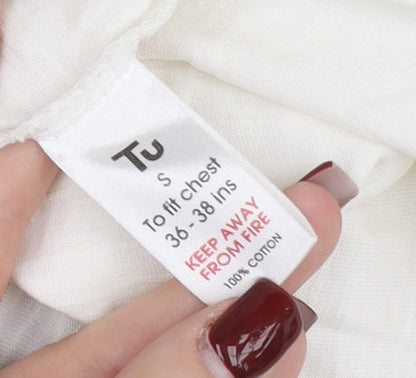 Tu
S
To fit chest
36 - 38 ins
KEEP AWAY
FROM FIRE
100% COTTON